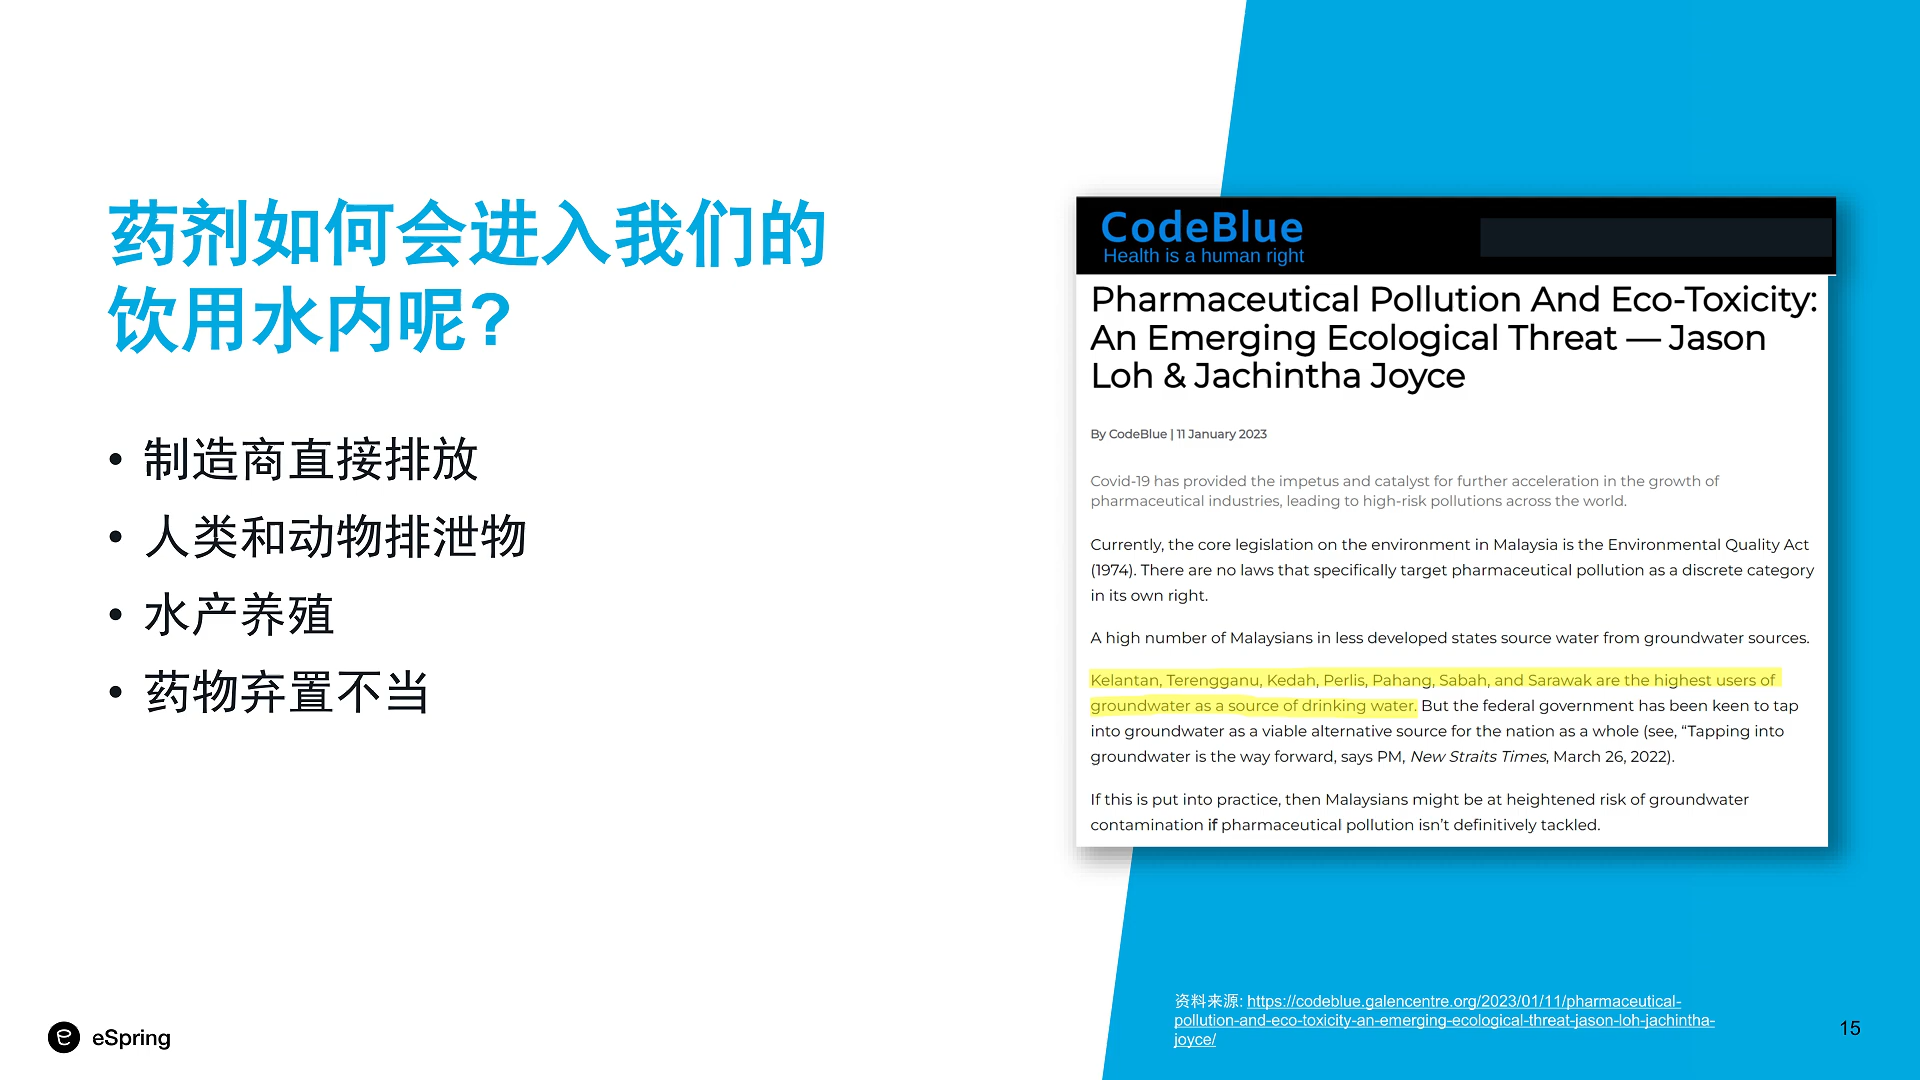 药剂如何会进入我们的
饮用水内呢?
• 制造商直接排放
• 人类和动物排泄物
• 水产养殖
• 药物弃置不当
CodeBlue
Health is a human right
Pharmaceutical Pollution And Eco-Toxicity:
An Emerging Ecological Threat — Jason
Loh & Jachintha Joyce
By CodeBlue | 11 January 2023
Covid-19 has provided the impetus and catalyst for further acceleration in the growth of
pharmaceutical industries, leading to high-risk pollutions across the world.
Currently, the core legislation on the environment in Malaysia is the Environmental Quality Act
(1974). There are no laws that specifically target pharmaceutical pollution as a discrete category
in its own right.
A high number of Malaysians in less developed states source water from groundwater sources.
Kelantan, Terengganu, Kedah, Perlis, Pahang, Sabah, and Sarawak are the highest users of
groundwater as a source of drinking water. But the federal government has been keen to tap
into groundwater as a viable alternative source for the nation as a whole (see, “Tapping into
groundwater is the way forward, says PM, New Straits Times, March 26, 2022).
If this is put into practice, then Malaysians might be at heightened risk of groundwater
contamination if pharmaceutical pollution isn’t definitively tackled.
资料来源: https://codeblue.galencentre.org/2023/01/11/pharmaceutical-
pollution-and-eco-toxicity-an-emerging-ecological-threat-jason-loh-jachintha-
joyce/
eSpring
15